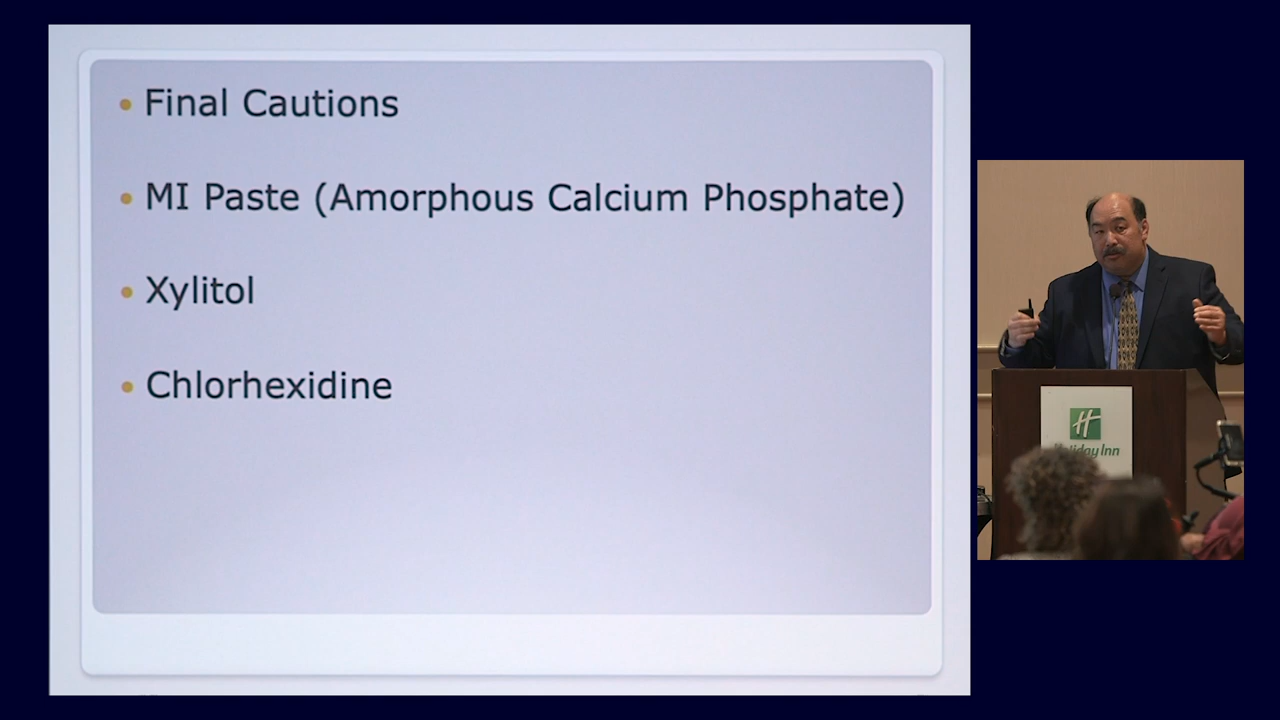 Final Cautions
MI Paste (Amorphous Calcium Phosphate)
Xylitol
Chlorhexidine
H
Holiday Inn